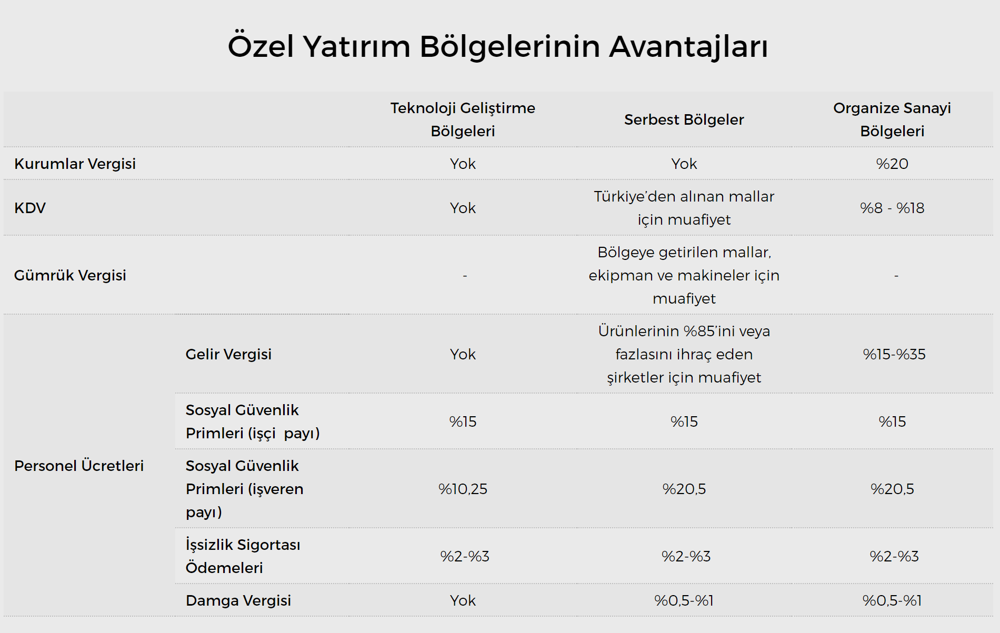 Özel Yatırım Bölgelerinin Avantajları
Teknoloji Geliştirme
Bölgeleri
Serbest Bölgeler
Organize Sanayi
Bölgeleri
Kurumlar Vergisi
Yok
Yok
%20
KDV
Yok
Türkiye’den alınan mallar
için muafiyet
%8 - %18
Gümrük Vergisi
-
Bölgeye getirilen mallar,
ekipman ve makineler için
muafiyet
-
Personel Ücretleri
Gelir Vergisi
Yok
Ürünlerinin %85’ini veya
fazlasını ihraç eden
şirketler için muafiyet
%15-%35
Sosyal Güvenlik
Primleri (işçi  payı)
%15
%15
%15
Sosyal Güvenlik
Primleri (işveren
payı)
%10,25
%20,5
%20,5
İşsizlik Sigortası
Ödemeleri
%2-%3
%2-%3
%2-%3
Damga Vergisi
Yok
%0,5-%1
%0,5-%1